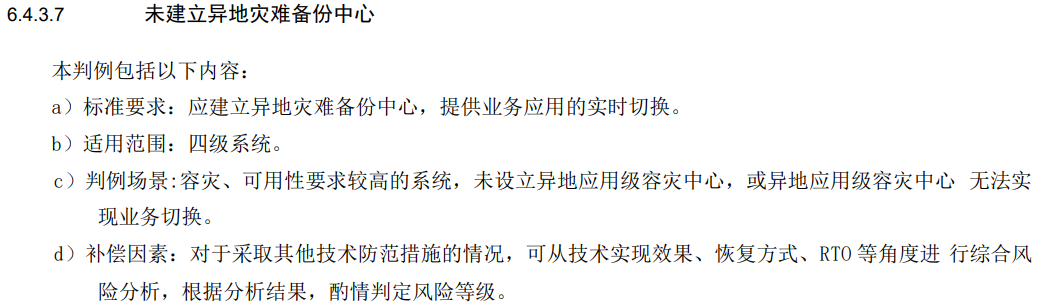 6.4.3.7 未建立异地灾难备份中心
本判例包括以下内容：
a）标准要求：应建立异地灾难备份中心，提供业务应用的实时切换。
b）适用范围：四级系统。
c）判例场景:容灾、可用性要求较高的系统，未设立异地应用级容灾中心，或异地应用级容灾中心 无法实
现业务切换。
d）补偿因素：对于采取其他技术防范措施的情况，可从技术实现效果、恢复方式、RTO 等角度进 行综合风
险分析，根据分析结果，酌情判定风险等级。